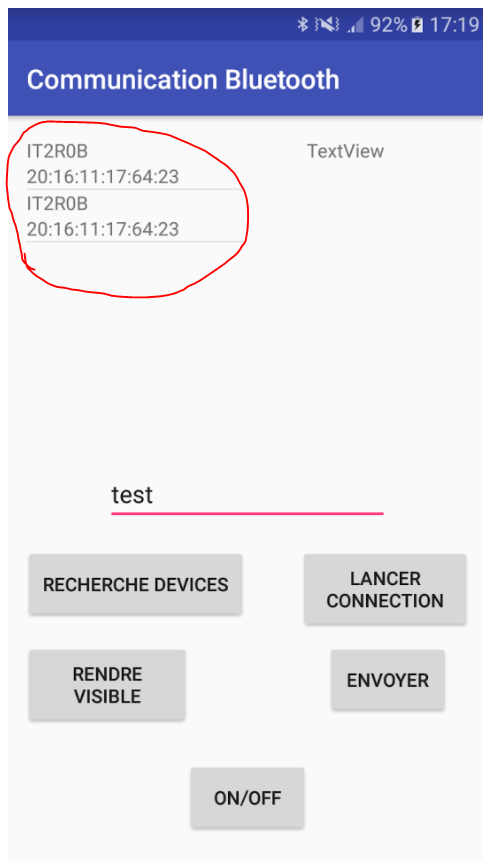 92% 17:19
Communication Bluetooth
IT2R0B
20:16:11:17:64:23
TextView
IT2R0B
20:16:11:17:64:23
test
RECHERCHE DEVICES
LANCER
CONNECTION
RENDRE
VISIBLE
ENVOYER
ON/OFF